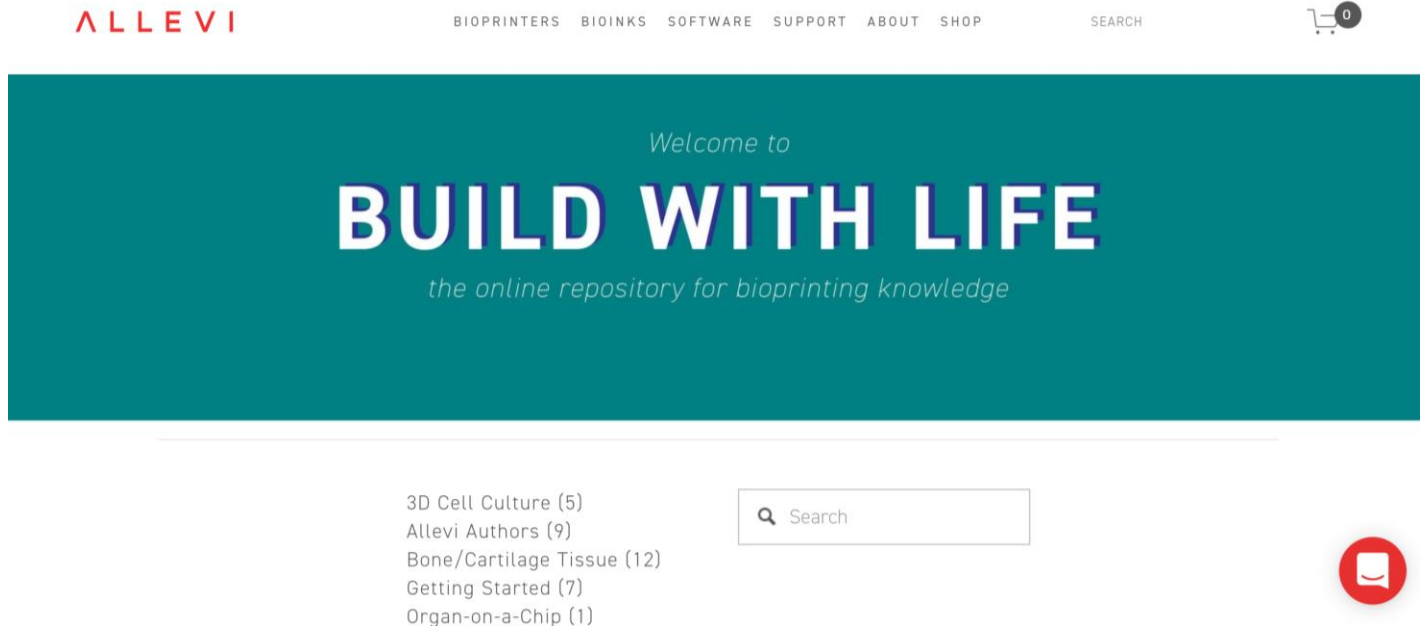 ALLEVI
BIOPRINTERS BIOINKS SOFTWARE SUPPORT ABOUT SHOP SEARCH 0
Welcome to
BUILD WITH LIFE
the online repository for bioprinting knowledge
3D Cell Culture (5)
Allevi Authors (9)
Bone/Cartilage Tissue (12)
Getting Started (7)
Organ-on-a-Chip (1)
Search